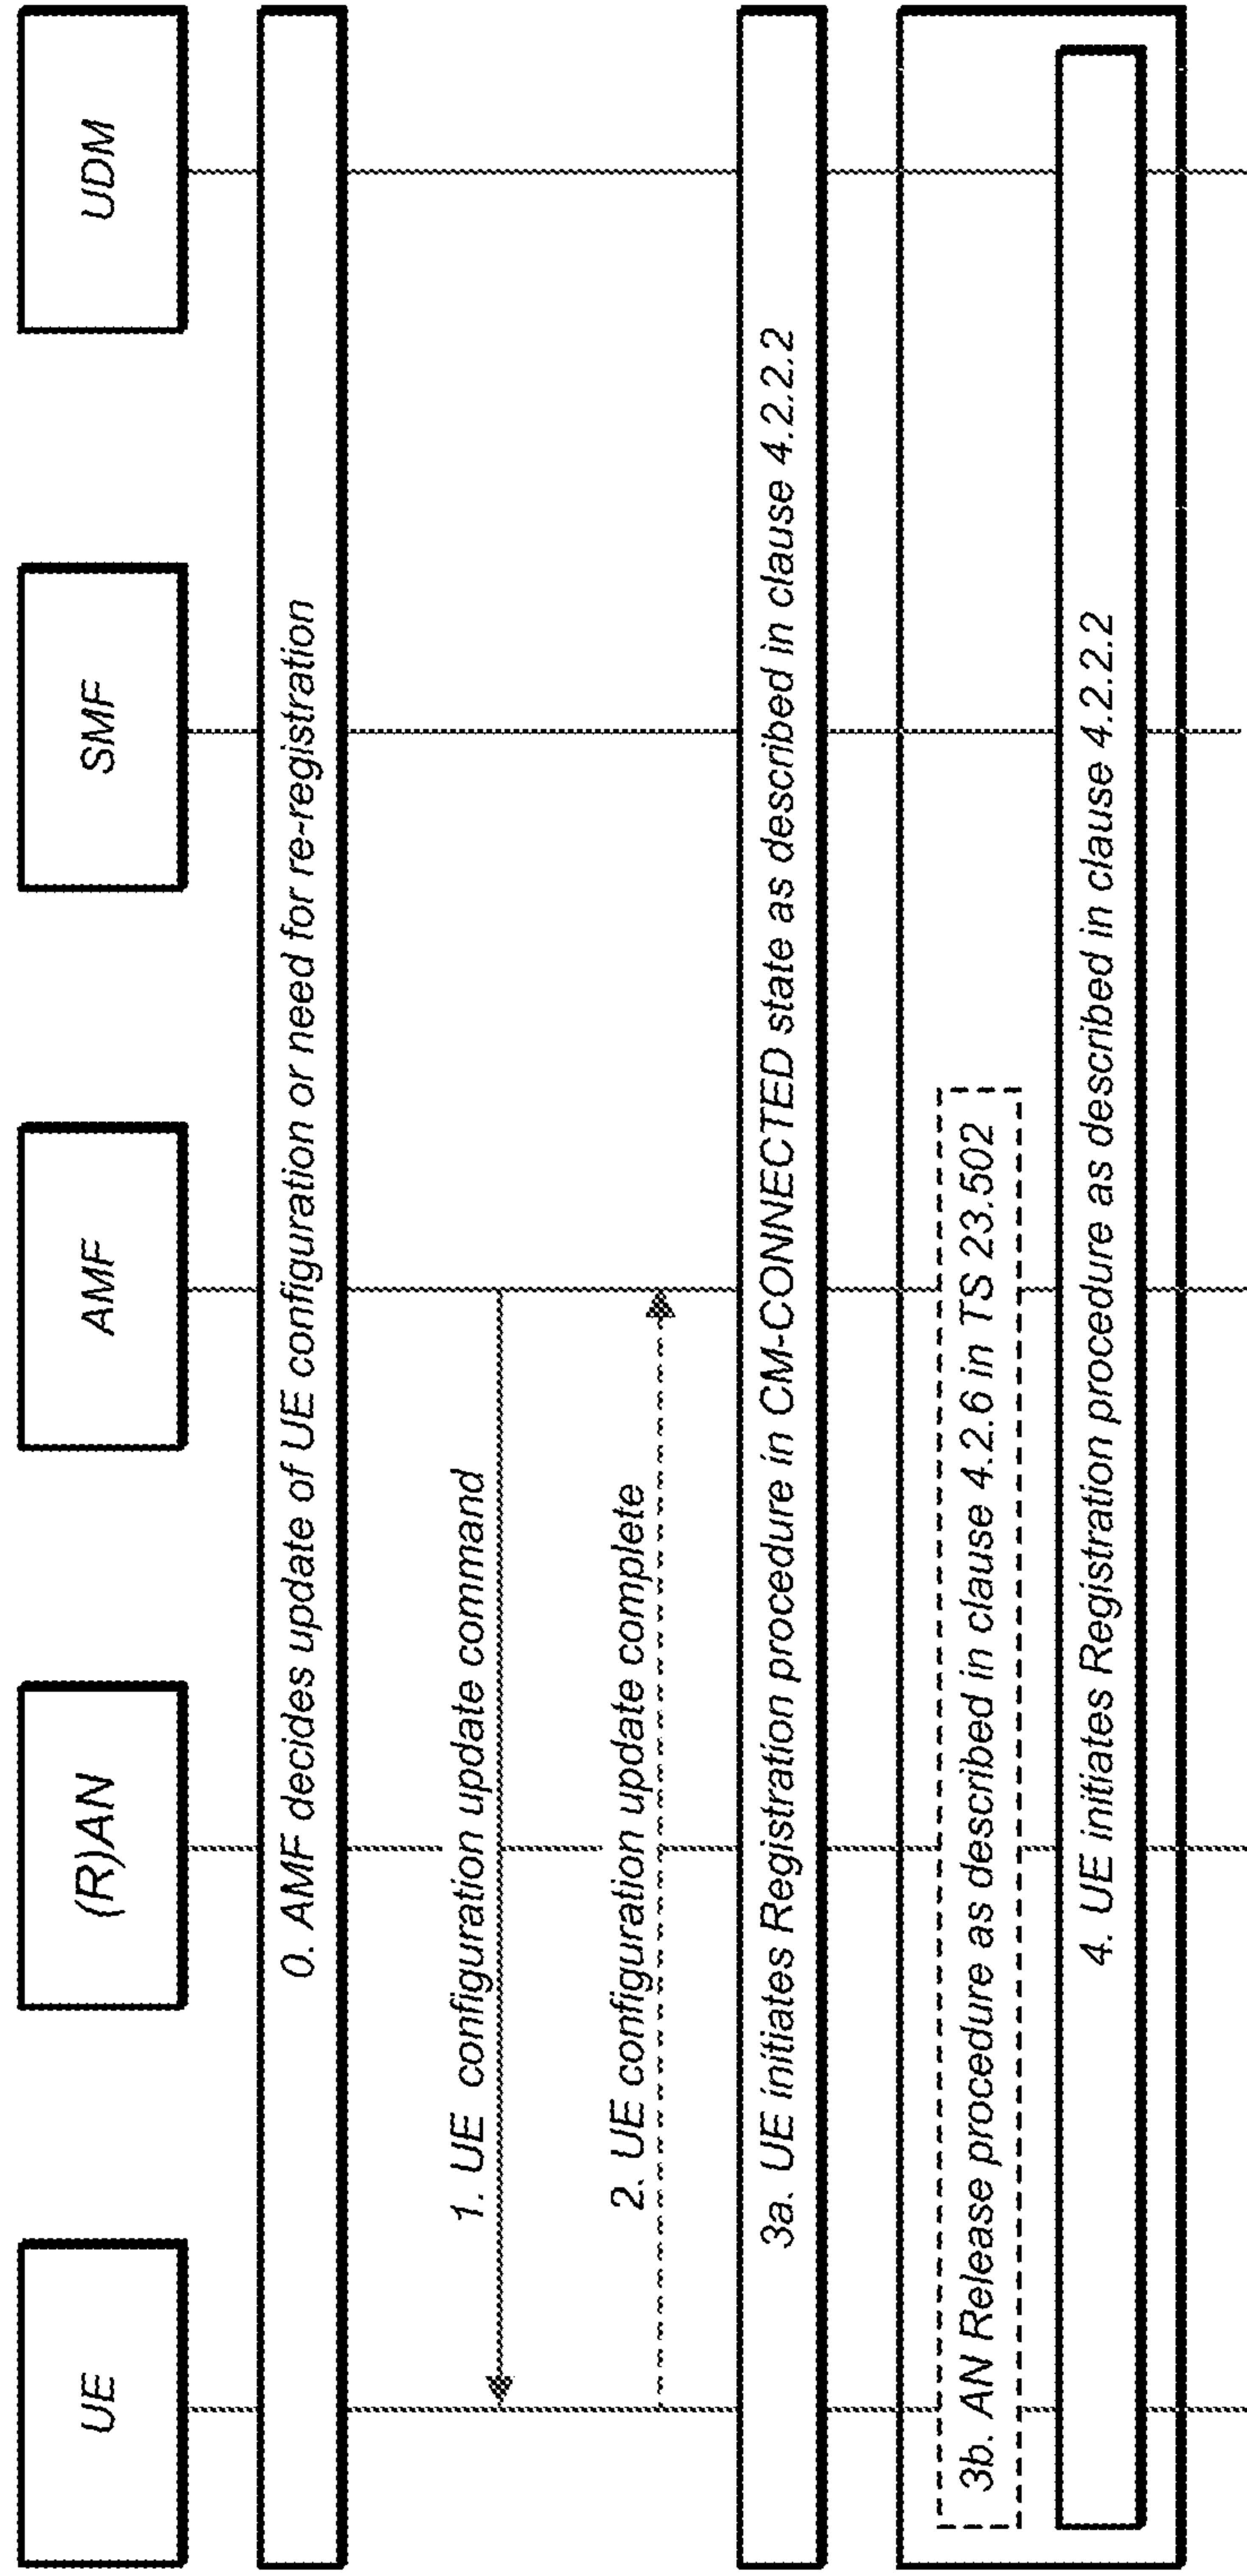 UE
(R)AN
AMF
SMF
UDM
0. AMF decides update of UE configuration or need for re-registration
1. UE configuration update command
2. UE configuration update complete
3a. UE initiates Registration procedure in CM-CONNECTED state as described in clause 4.2.2.2
3b. AN Release procedure as described in clause 4.2.6 in TS 23.502
4. UE initiates Registration procedure as described in clause 4.2.2.2